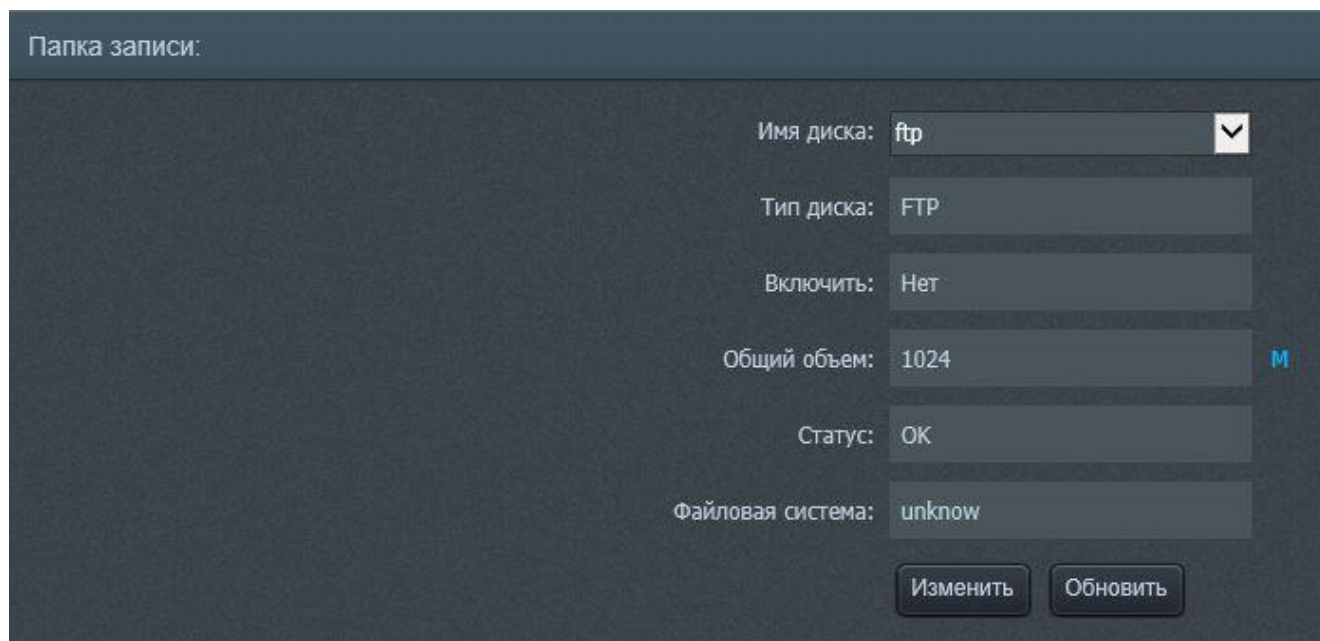 Папка записи:
Имя диска: ftp
Тип диска: FTP
Включить: Нет
Общий объем: 1024 M
Статус: OK
Файловая система: unknow
Изменить Обновить